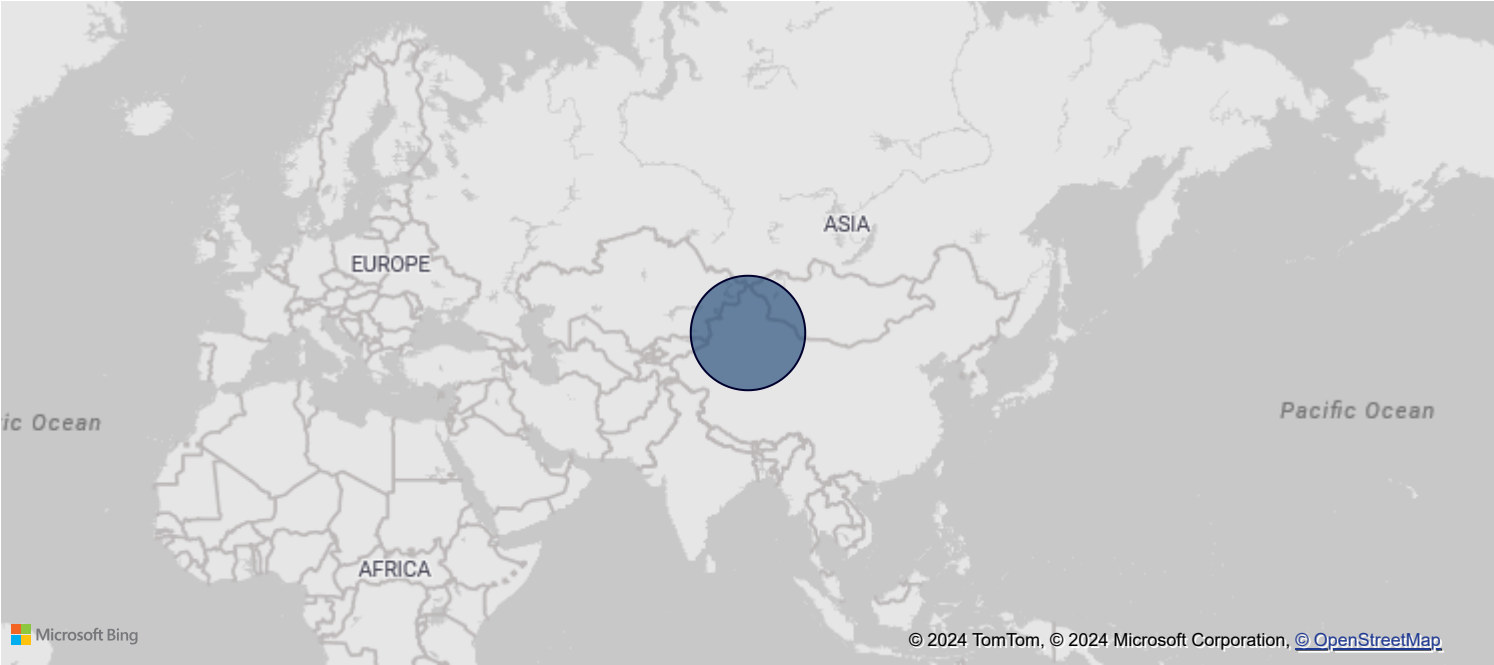 ASIA
EUROPE
ic Ocean
Pacific Ocean
AFRICA
Microsoft Bing
© 2024 TomTom, © 2024 Microsoft Corporation, © OpenStreetMap